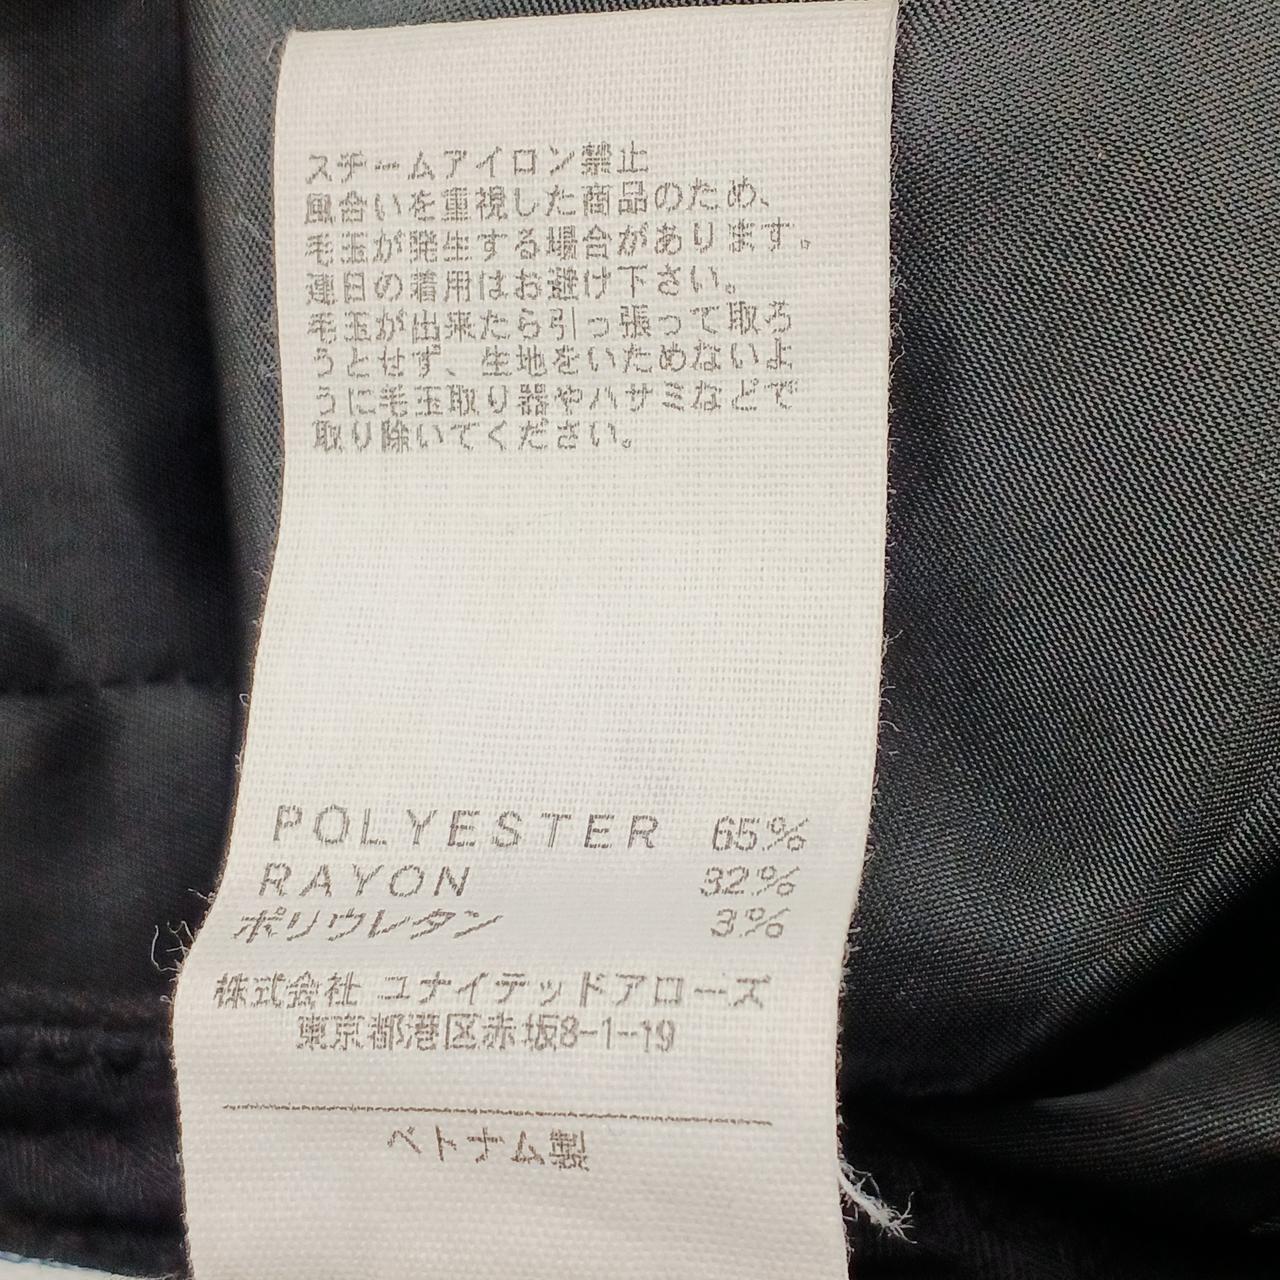 スチームアイロン禁止
風合いを重視した商品のため、
毛玉が発生する場合があります。
連日の着用はお避け下さい。
毛玉が出来たら引っ張って取ろ
うとせず、生地をいためないよ
うに毛玉取り器やハサミなどで
取り除いてください。
POLYESTER 65%
RAYON 32%
ポリウレタン 3%
株式会社 ユナイテッドアローズ
東京都港区赤坂8-1-19
ベトナム製